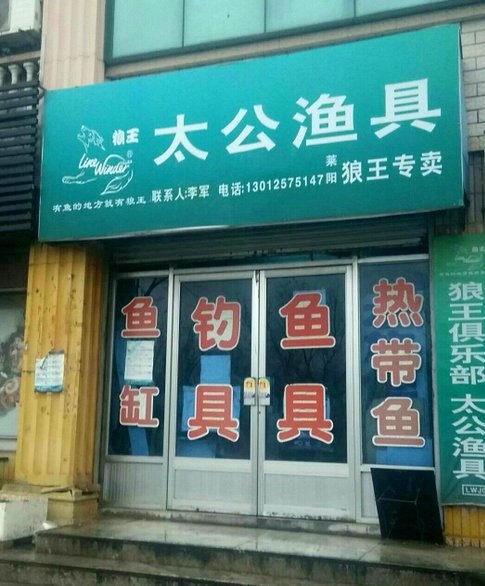 太公渔具
狼王
Line Winder®
有鱼的地方就有狼王
联系人:李军 电话:13012575147
莱阳
狼王专卖
鱼缸
钓具
鱼具
热带鱼
狼王俱乐部 太公渔具